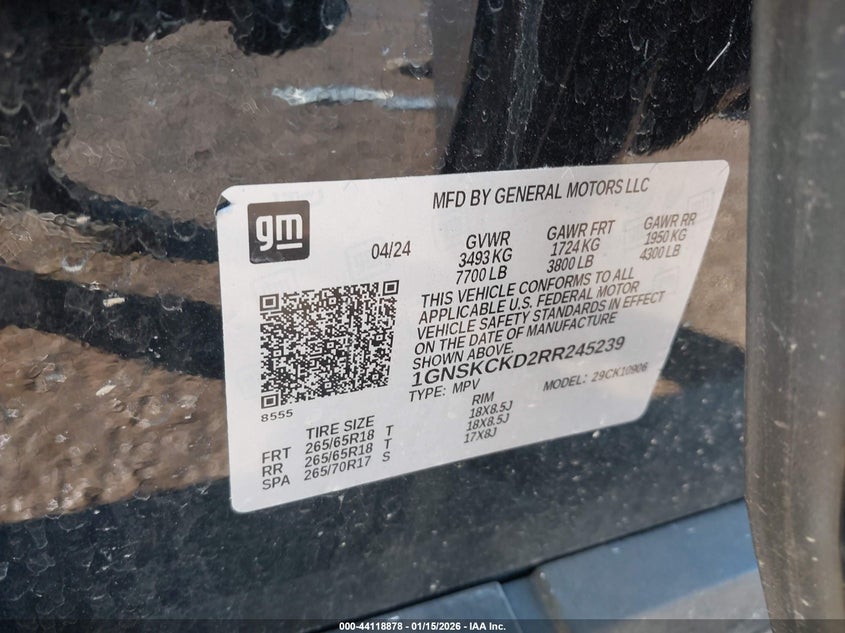 MFD BY GENERAL MOTORS LLC
gm
04/24
GVWR
3493 KG
7700 LB
GAWR FRT
1724 KG
3800 LB
GAWR RR
1950 KG
4300 LB
THIS VEHICLE CONFORMS TO ALL
APPLICABLE U.S. FEDERAL MOTOR
VEHICLE SAFETY STANDARDS IN EFFECT
ON THE DATE OF MANUFACTURE
SHOWN ABOVE.
1GNSKCKD2RR245239
TYPE: MPV
MODEL: 29CK10906
8555
TIRE SIZE RIM
FRT 265/65R18 T 18X8.5J
RR 265/65R18 T 18X8.5J
SPA 265/70R17 S 17X8J
000-44118878 - 01/15/2026 - IAA Inc.